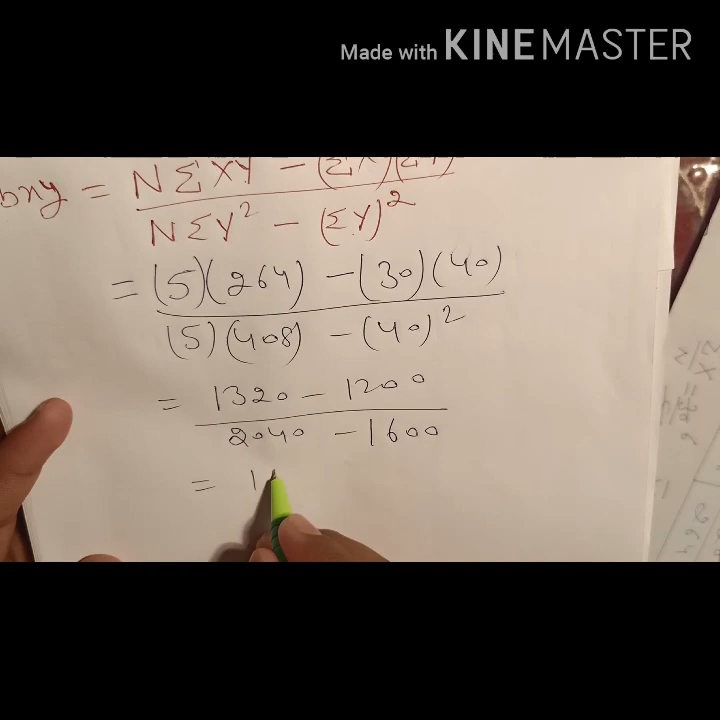 Made with KINEMASTER
bxy = NΣXY - (ΣX)(ΣY)
NΣY² - (ΣY)²
= (5)(264) - (30)(40)
(5)(408) - (40)²
= 1320 - 1200
2040 - 1600
= 1